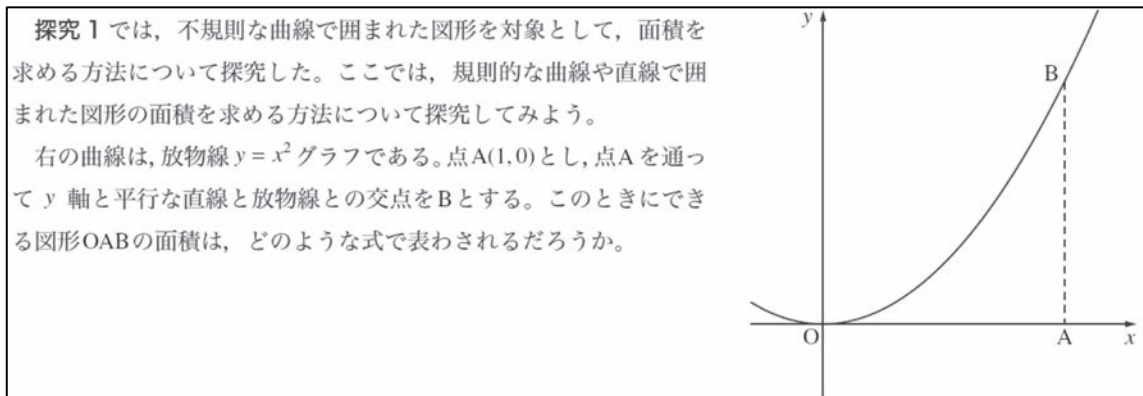 探究 1 では，不規則な曲線で囲まれた図形を対象として，面積を
求める方法について探究した。ここでは，規則的な曲線や直線で囲
まれた図形の面積を求める方法について探究してみよう。
右の曲線は，放物線 y = x² グラフである。点A(1,0)とし，点A を通っ
て y 軸と平行な直線と放物線との交点をBとする。このときにでき
る図形OABの面積は，どのような式で表わされるだろうか。
y
B
O
A
x